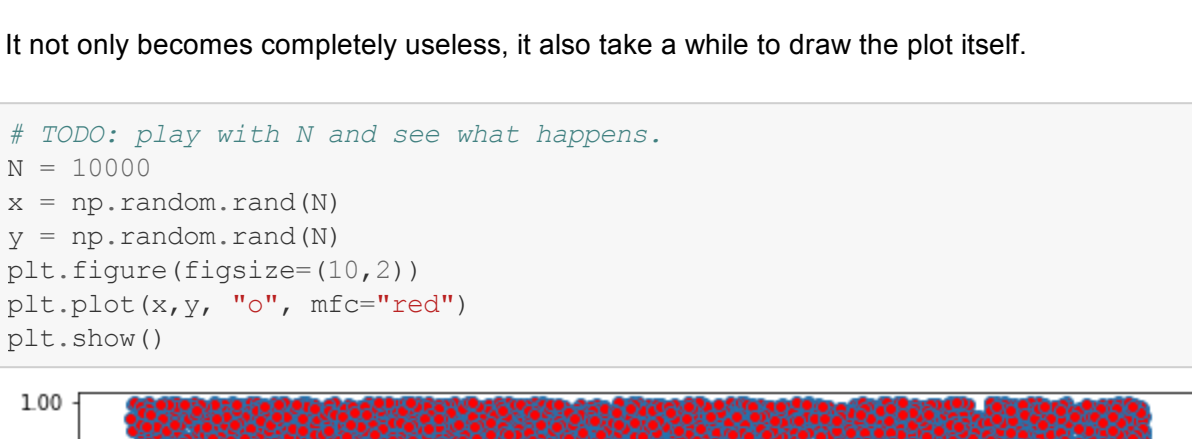 It not only becomes completely useless, it also take a while to draw the plot itself.
# TODO: play with N and see what happens.
N = 10000
x = np.random.rand(N)
y = np.random.rand(N)
plt.figure(figsize=(10,2))
plt.plot(x,y, "o", mfc="red")
plt.show()
1.00